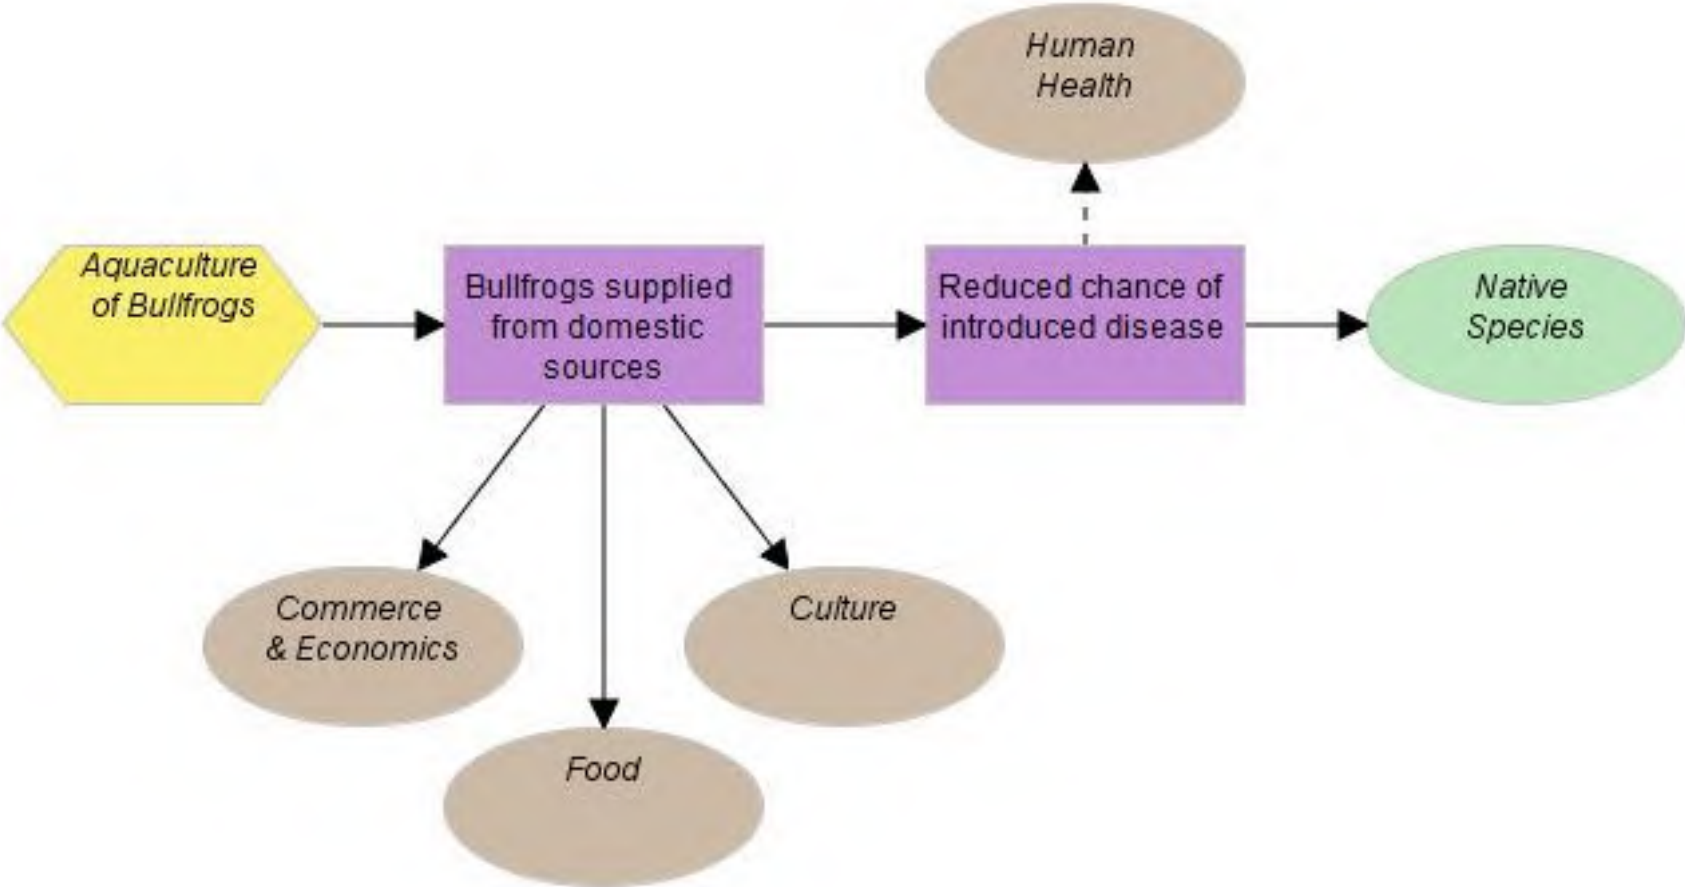 Human
Health
Aquaculture
of Bullfrogs
Bullfrogs supplied
from domestic
sources
Reduced chance of
introduced disease
Native
Species
Commerce
& Economics
Culture
Food